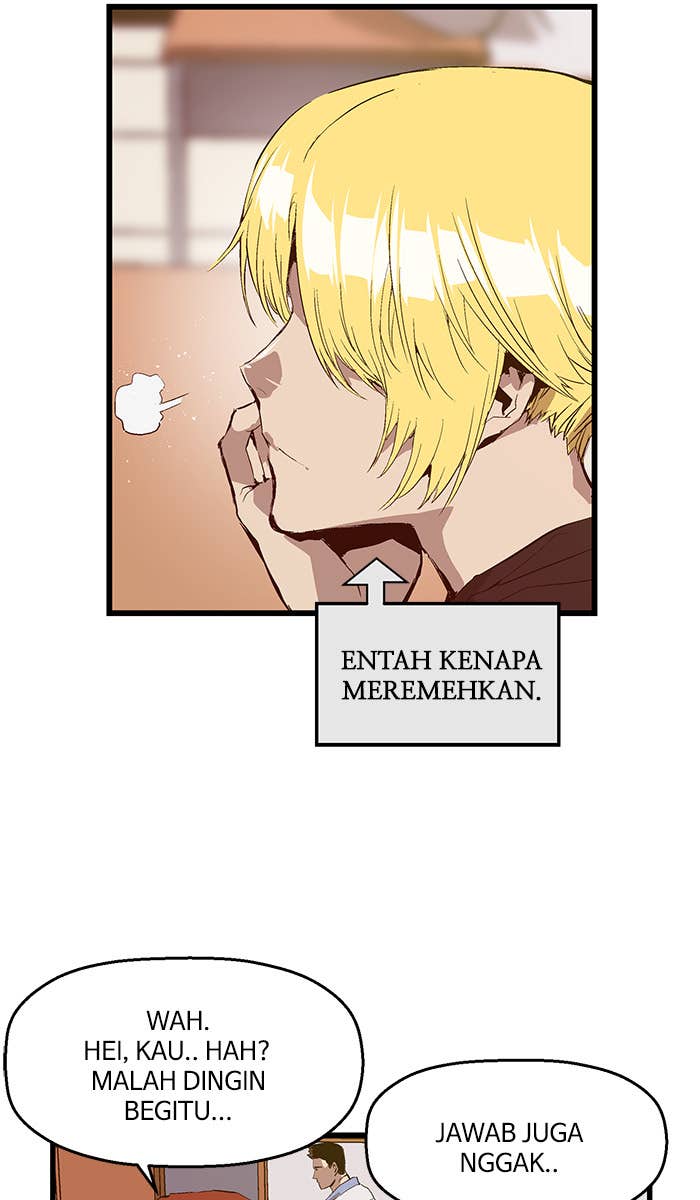 ENTAH KENAPA
MEREMEHKAN.
WAH.
HEI, KAU.. HAH?
MALAH DINGIN
BEGITU...
JAWAB JUGA
NGGAK..